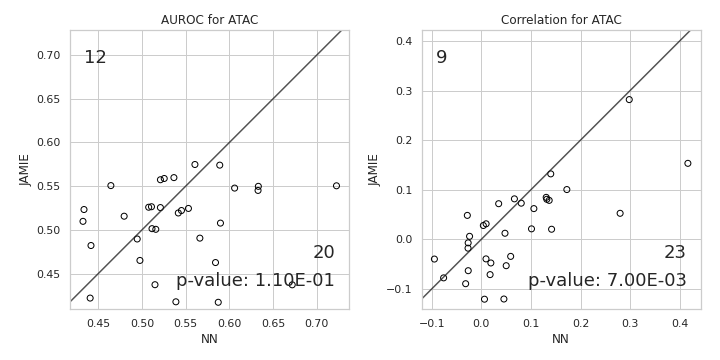 AUROC for ATAC
12
20
p-value: 1.10E-01
JAMIE
0.70
0.65
0.60
0.55
0.50
0.45
0.45 0.50 0.55 0.60 0.65 0.70
NN
Correlation for ATAC
9
23
p-value: 7.00E-03
JAMIE
0.4
0.3
0.2
0.1
0.0
−0.1
−0.1 0.0 0.1 0.2 0.3 0.4
NN